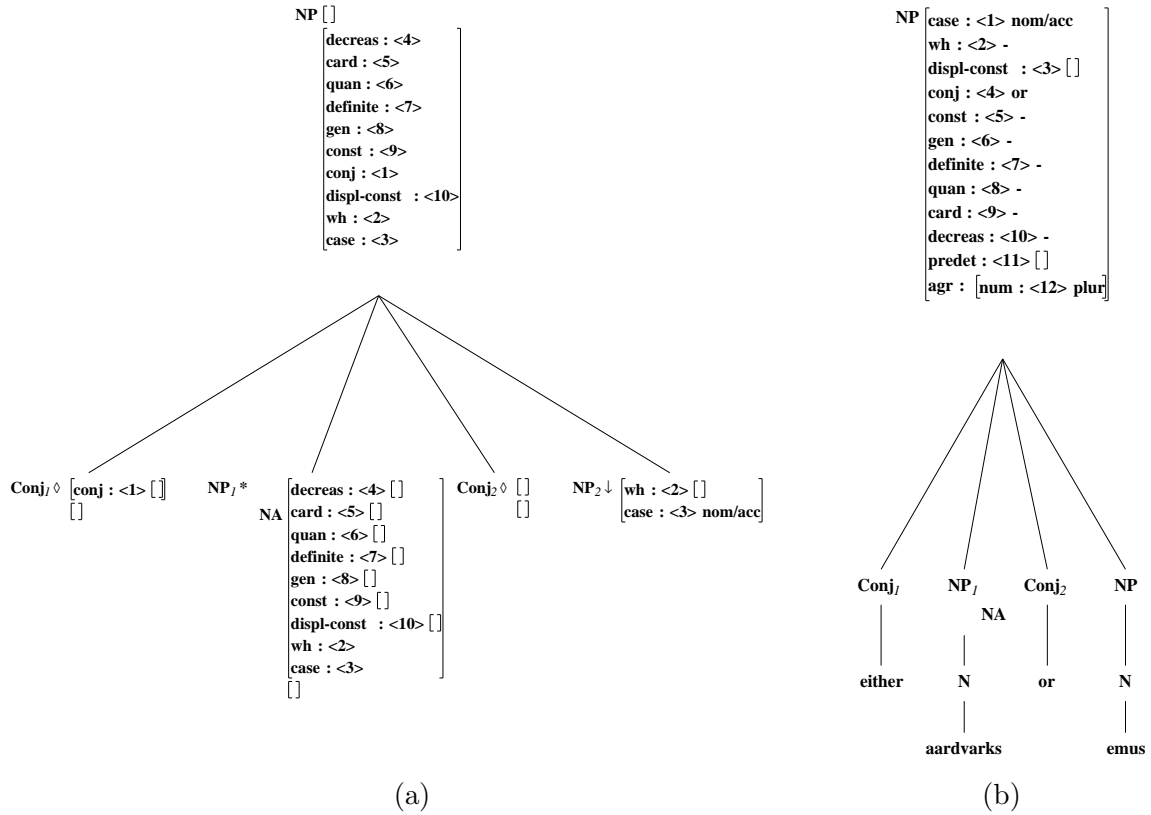 NP []
decreas : <4>
card : <5>
quan : <6>
definite : <7>
gen : <8>
const : <9>
conj : <1>
displ-const : <10>
wh : <2>
case : <3>
Conj1 ◊ [conj : <1> []]
[]
NP1 *
NA
decreas : <4> []
card : <5> []
quan : <6> []
definite : <7> []
gen : <8> []
const : <9> []
displ-const : <10> []
wh : <2>
case : <3>
[]
Conj2 ◊ []
[]
NP2 ↓
wh : <2> []
case : <3> nom/acc
(a)
NP
case : <1> nom/acc
wh : <2> -
displ-const : <3> []
conj : <4> or
const : <5> -
gen : <6> -
definite : <7> -
quan : <8> -
card : <9> -
decreas : <10> -
predet : <11> []
agr : [num : <12> plur]
Conj1 NP1 Conj2 NP
NA
either N or N
aardvarks emus
(b)